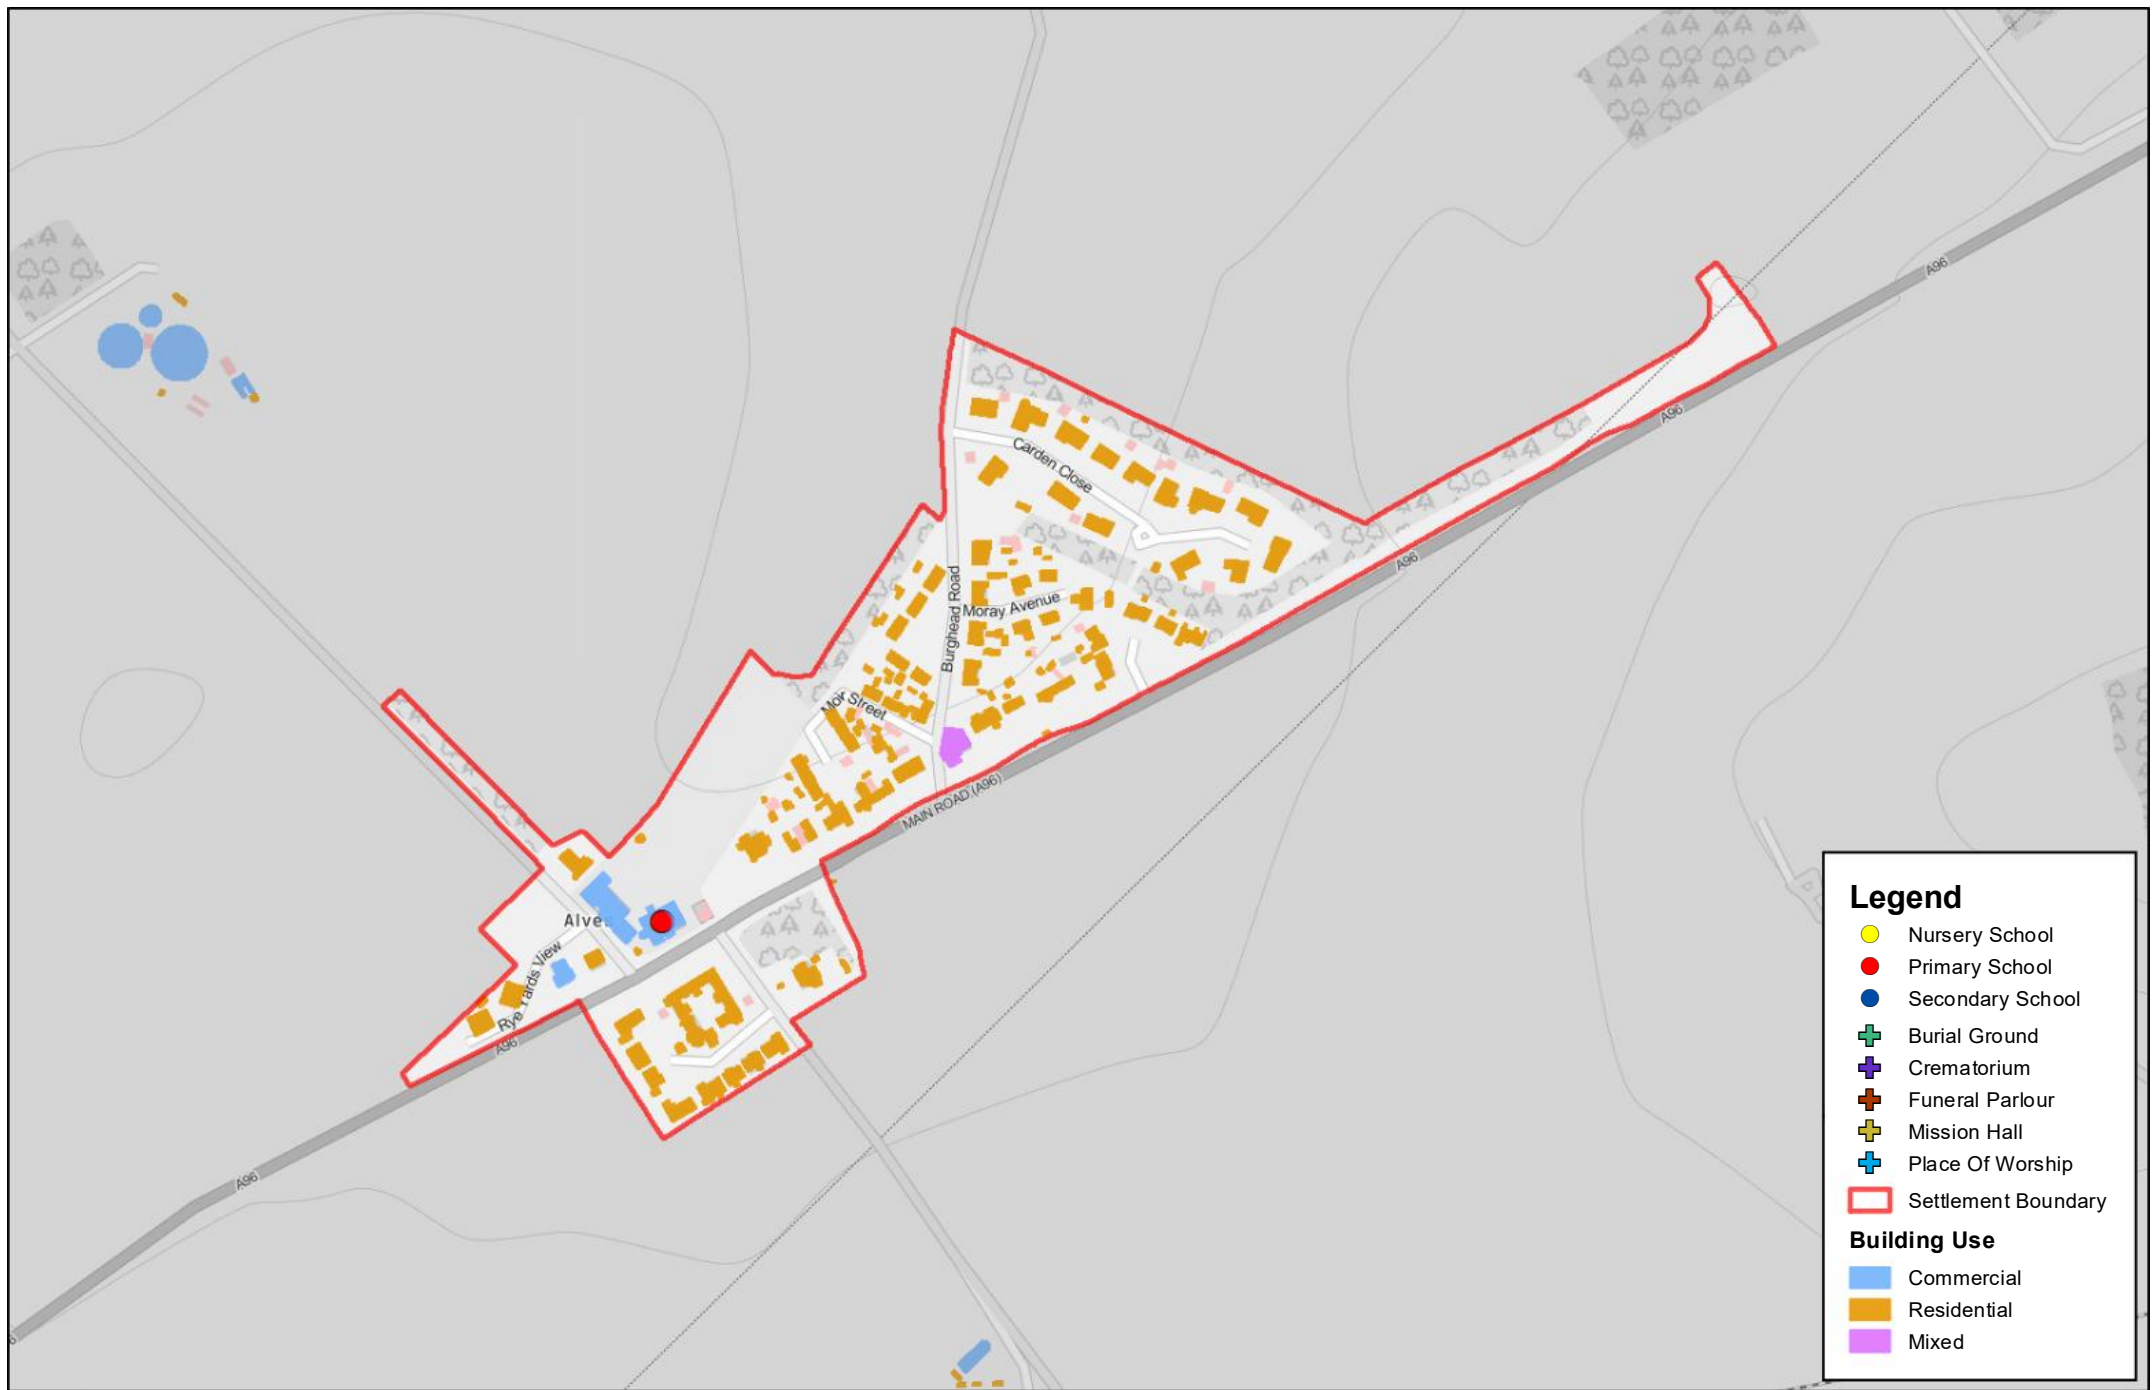 A96
A96
Carden Close
A96
Burghead Road
Moray Avenue
Street
MAIN ROAD (A96)
Alves
Rye Yards View
A96
A96
Legend
Nursery School
Primary School
Secondary School
Burial Ground
Crematorium
Funeral Parlour
Mission Hall
Place Of Worship
Settlement Boundary
Building Use
Commercial
Residential
Mixed